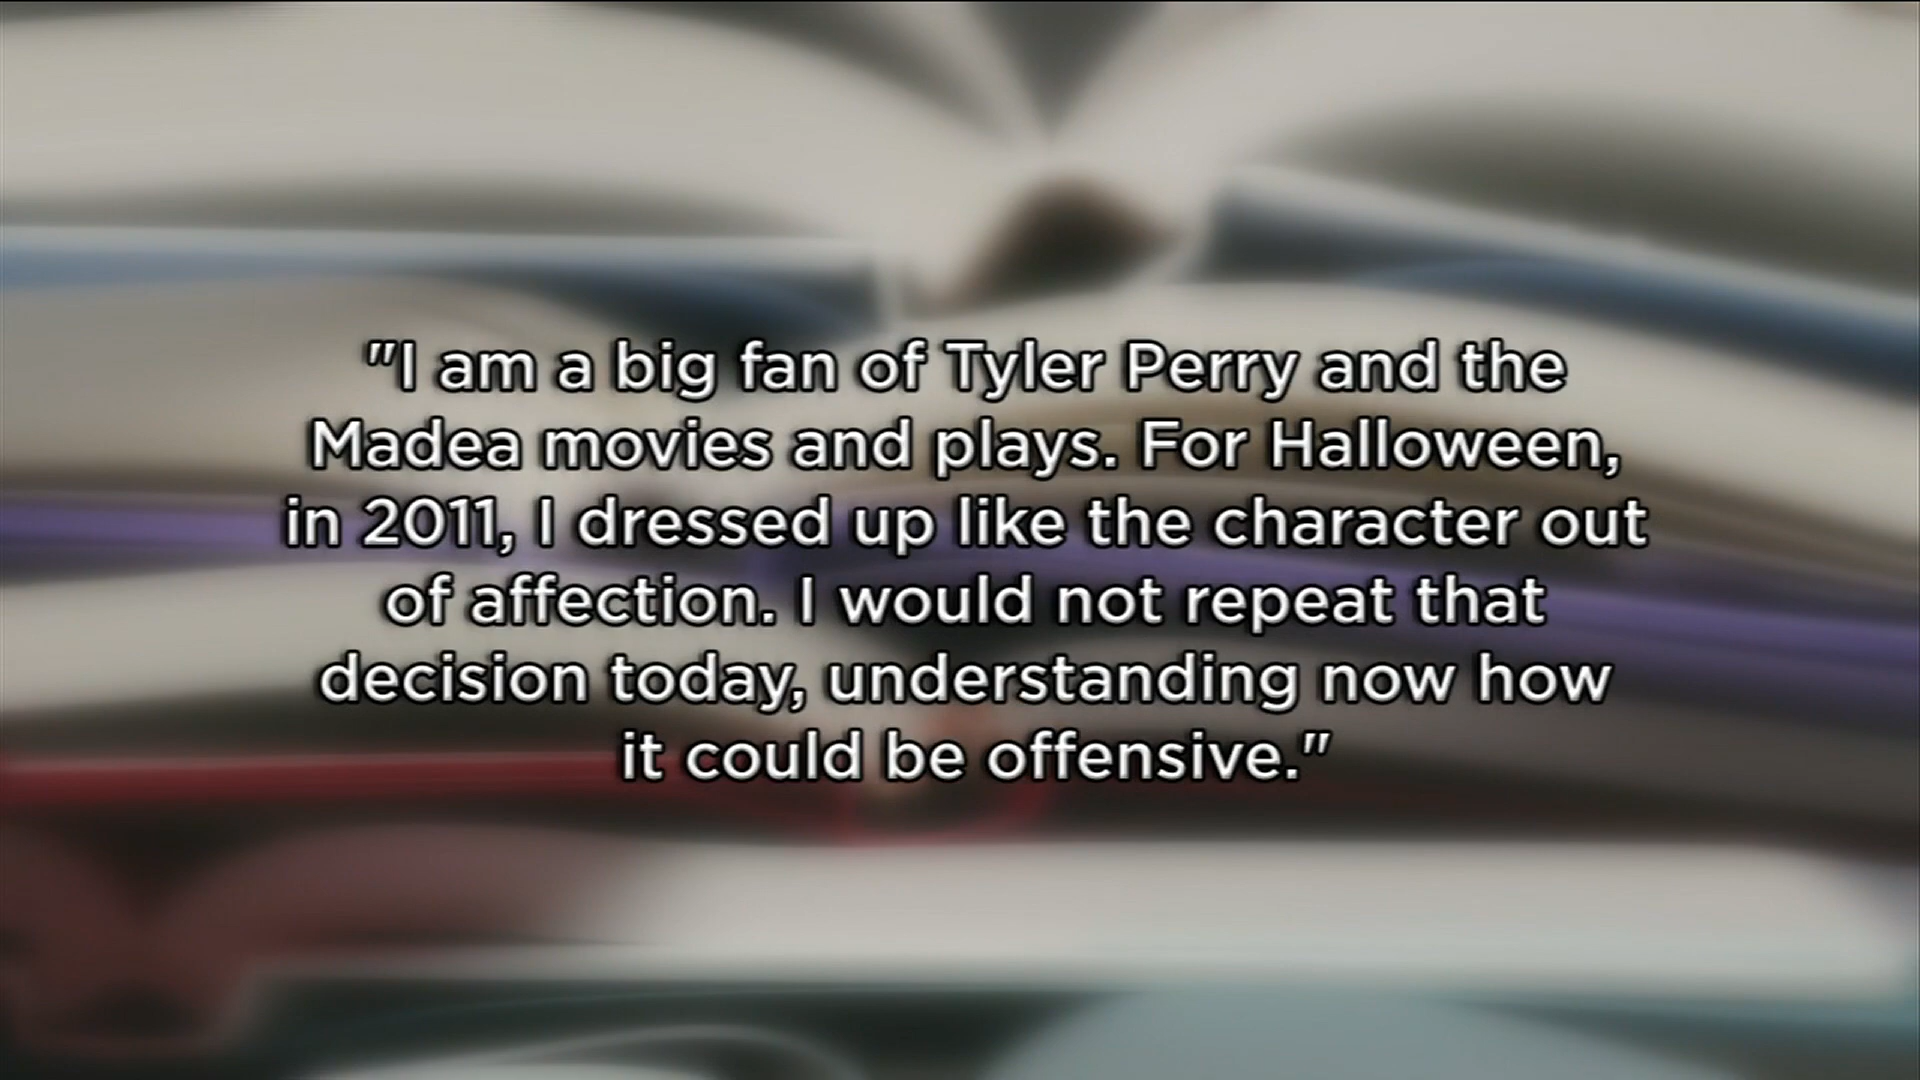 "I am a big fan of Tyler Perry and the
Madea movies and plays. For Halloween,
in 2011, I dressed up like the character out
of affection. I would not repeat that
decision today, understanding now how
it could be offensive."